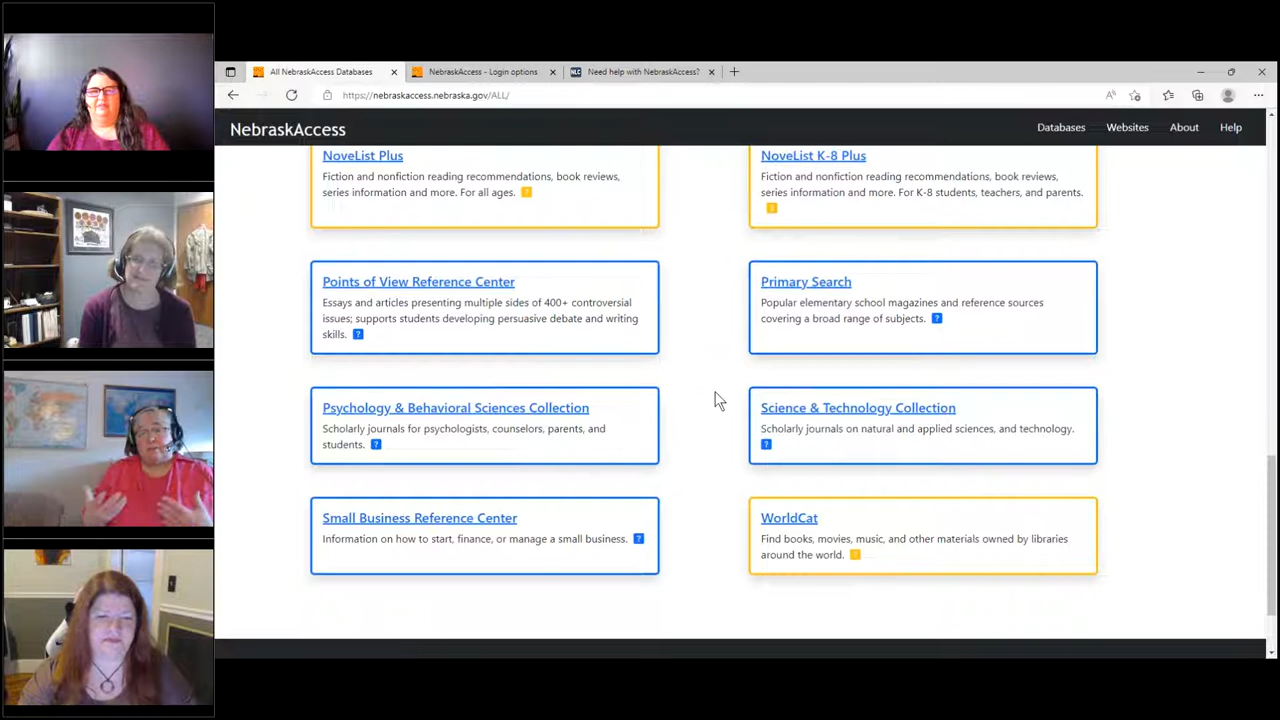 All NebraskAccess Databases
NebraskAccess - Login options
NLC Need help with NebraskAccess?
https://nebraskaccess.nebraska.gov/ALL/
NebraskAccess
Databases Websites About Help
NoveList Plus
Fiction and nonfiction reading recommendations, book reviews,
series information and more. For all ages. ?
NoveList K-8 Plus
Fiction and nonfiction reading recommendations, book reviews,
series information and more. For K-8 students, teachers, and parents.
?
Points of View Reference Center
Essays and articles presenting multiple sides of 400+ controversial
issues; supports students developing persuasive debate and writing
skills. ?
Primary Search
Popular elementary school magazines and reference sources
covering a broad range of subjects. ?
Psychology & Behavioral Sciences Collection
Scholarly journals for psychologists, counselors, parents, and
students. ?
Science & Technology Collection
Scholarly journals on natural and applied sciences, and technology.
?
Small Business Reference Center
Information on how to start, finance, or manage a small business. ?
WorldCat
Find books, movies, music, and other materials owned by libraries
around the world. ?